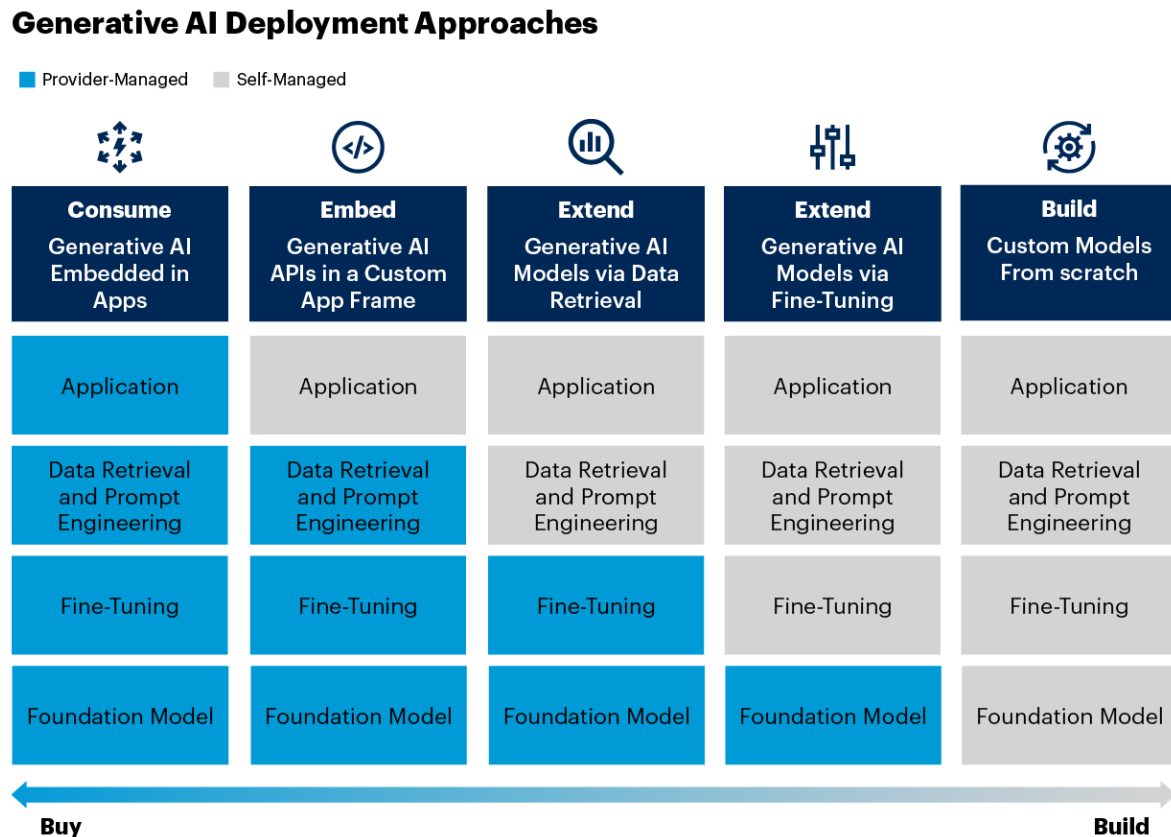 Generative AI Deployment Approaches
Provider-Managed
Self-Managed
</>
Consume
Generative AI
Embedded in
Apps
Embed
Generative AI
APIs in a Custom
App Frame
Extend
Generative AI
Models via Data
Retrieval
Extend
Generative AI
Models via
Fine-Tuning
Build
Custom Models
From scratch
Application
Application
Application
Application
Application
Data Retrieval
and Prompt
Engineering
Data Retrieval
and Prompt
Engineering
Data Retrieval
and Prompt
Engineering
Data Retrieval
and Prompt
Engineering
Data Retrieval
and Prompt
Engineering
Fine-Tuning
Fine-Tuning
Fine-Tuning
Fine-Tuning
Fine-Tuning
Foundation Model
Foundation Model
Foundation Model
Foundation Model
Foundation Model
Buy
Build